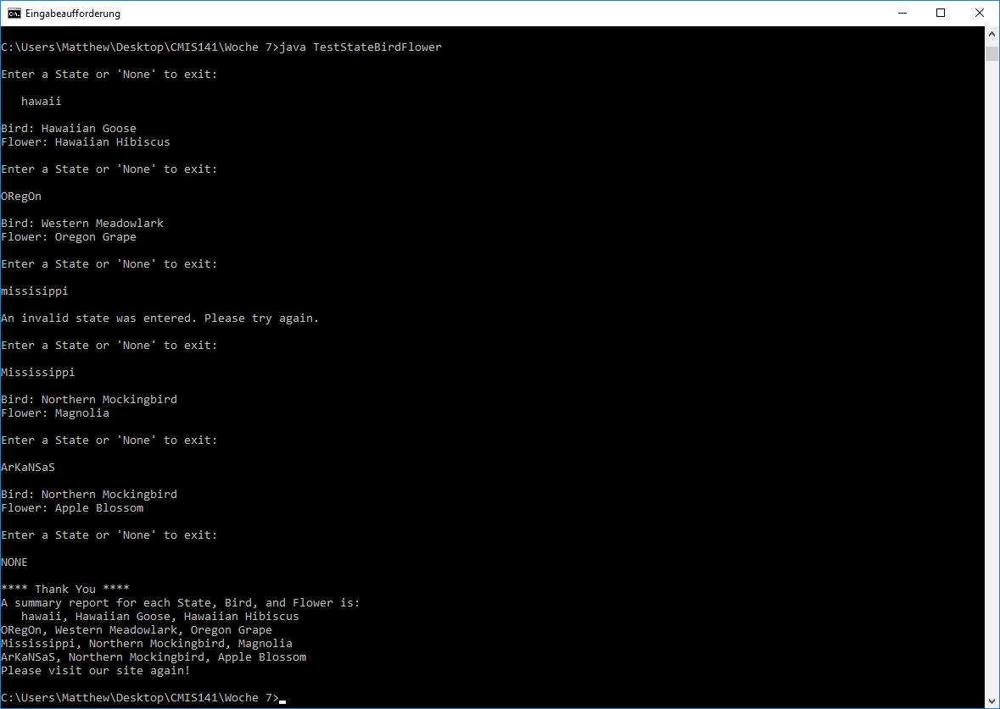 Eingabeaufforderung
C:\Users\Matthew\Desktop\CMIS141\Woche 7>java TestStateBirdFlower
Enter a State or 'None' to exit:
   hawaii
Bird: Hawaiian Goose
Flower: Hawaiian Hibiscus
Enter a State or 'None' to exit:
ORegOn
Bird: Western Meadowlark
Flower: Oregon Grape
Enter a State or 'None' to exit:
missisippi
An invalid state was entered. Please try again.
Enter a State or 'None' to exit:
Mississippi
Bird: Northern Mockingbird
Flower: Magnolia
Enter a State or 'None' to exit:
ArKaNSaS
Bird: Northern Mockingbird
Flower: Apple Blossom
Enter a State or 'None' to exit:
NONE
**** Thank You ****
A summary report for each State, Bird, and Flower is:
   hawaii, Hawaiian Goose, Hawaiian Hibiscus
ORegOn, Western Meadowlark, Oregon Grape
Mississippi, Northern Mockingbird, Magnolia
ArKaNSaS, Northern Mockingbird, Apple Blossom
Please visit our site again!
C:\Users\Matthew\Desktop\CMIS141\Woche 7>